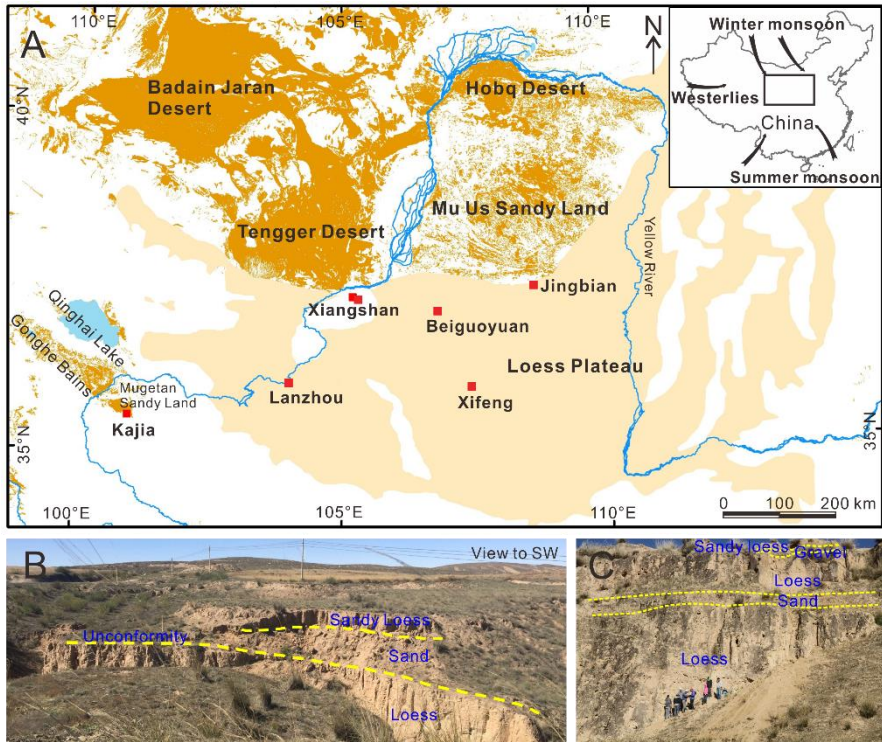 A
110°E
105°E
110°E
N
Badain Jaran
Desert
Hobq Desert
40°N
40°N
Winter monsoon
Westerlies
China
Summer monsoon
Tengger Desert
Mu Us Sandy Land
Yellow River
Xiangshan
Jingbian
Beiguoyuan
Qinghai Lake
Gonghe Bains
Mugetan
Sandy Land
Kajia
Lanzhou
Loess Plateau
Xifeng
35°N
35°N
100°E
105°E
110°E
0 100 200 km
B
View to SW
Unconformity
Sandy Loess
Sand
Loess
C
Sandy loess
Gravel
Loess
Sand
Loess